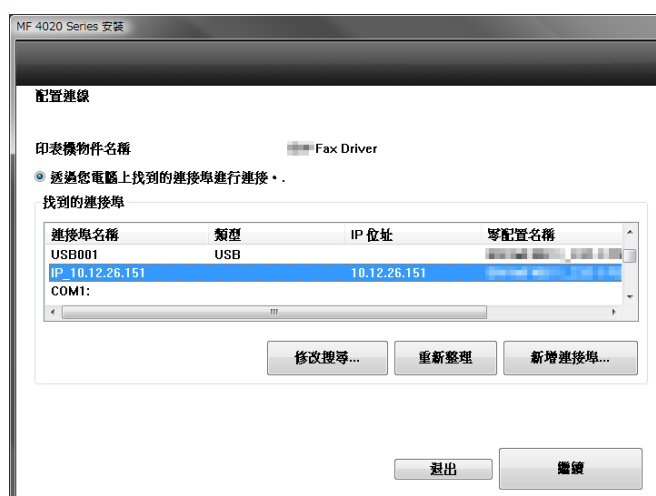 MF 4020 Series 安裝
配置連線
印表機物件名稱 Fax Driver
透過您電腦上找到的連接埠進行連接・.
找到的連接埠
連接埠名稱 類型 IP 位址 零配置名稱
USB001 USB
IP_10.12.26.151 10.12.26.151
COM1:
修改搜尋... 重新整理 新增連接埠...
退出 繼續